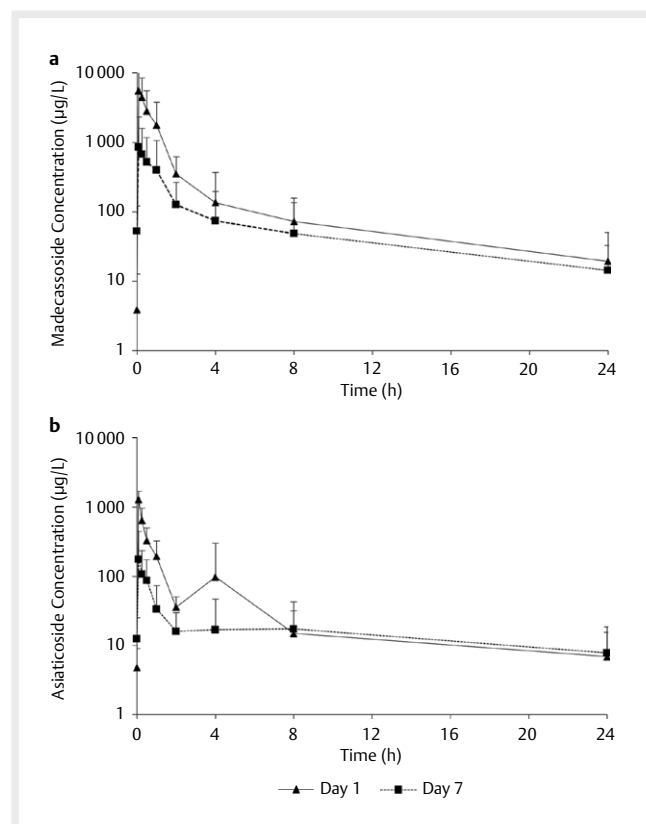 a
Madecassoside Concentration (µg/L)
10 000
1 000
100
10
1
0 4 8 12 16 20 24
Time (h)
b
Asiaticoside Concentration (µg/L)
10 000
1 000
100
10
1
0 4 8 12 16 20 24
Time (h)
Day 1 Day 7